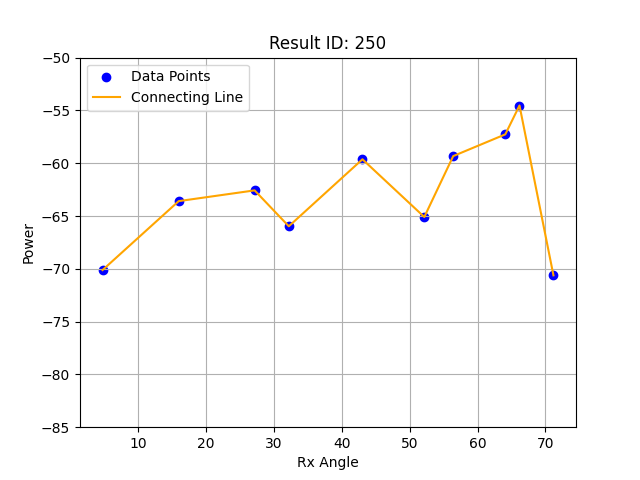 Result ID: 250
Data Points
Connecting Line
−50
−55
−60
−65
−70
−75
−80
−85
Power
10 20 30 40 50 60 70
Rx Angle